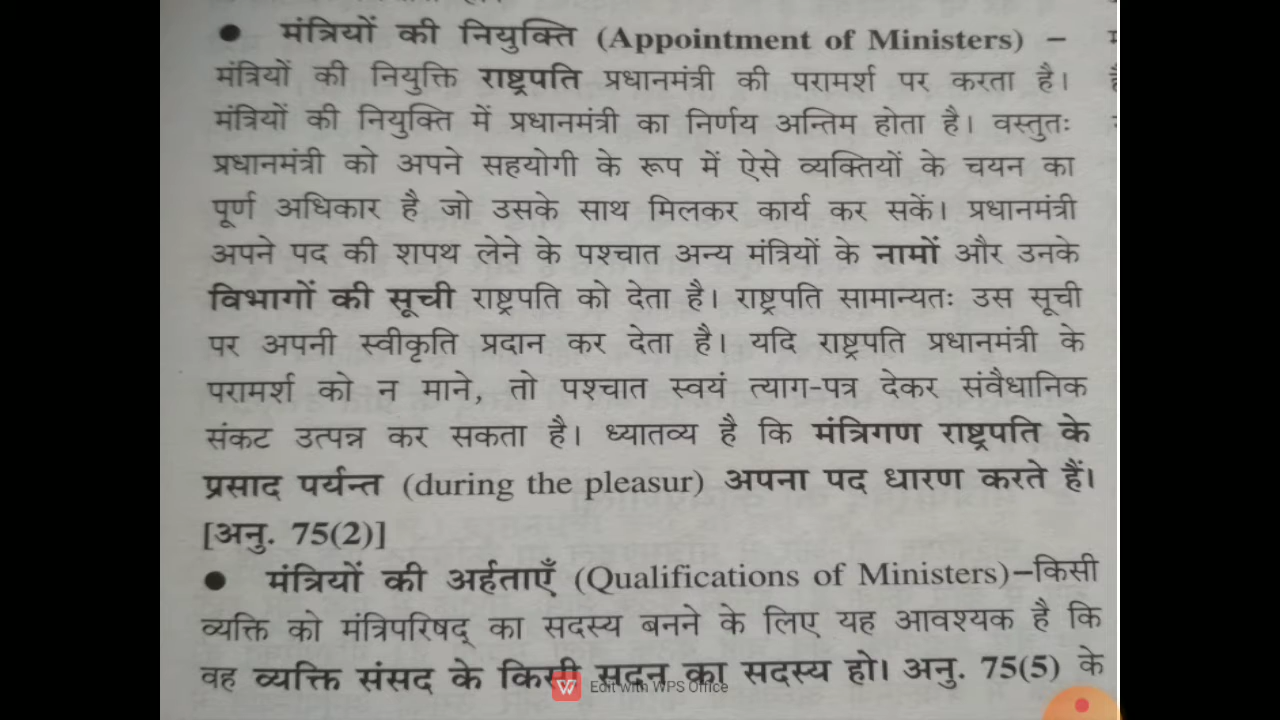 ● मंत्रियों की नियुक्ति (Appointment of Ministers) –
मंत्रियों की नियुक्ति राष्ट्रपति प्रधानमंत्री की परामर्श पर करता है।
मंत्रियों की नियुक्ति में प्रधानमंत्री का निर्णय अन्तिम होता है। वस्तुतः
प्रधानमंत्री को अपने सहयोगी के रूप में ऐसे व्यक्तियों के चयन का
पूर्ण अधिकार है जो उसके साथ मिलकर कार्य कर सकें। प्रधानमंत्री
अपने पद की शपथ लेने के पश्चात अन्य मंत्रियों के नामों और उनके
विभागों की सूची राष्ट्रपति को देता है। राष्ट्रपति सामान्यतः उस सूची
पर अपनी स्वीकृति प्रदान कर देता है। यदि राष्ट्रपति प्रधानमंत्री के
परामर्श को न माने, तो पश्चात स्वयं त्याग-पत्र देकर संवैधानिक
संकट उत्पन्न कर सकता है। ध्यातव्य है कि मंत्रिगण राष्ट्रपति के
प्रसाद पर्यन्त (during the pleasur) अपना पद धारण करते हैं।
[अनु. 75(2)]
● मंत्रियों की अर्हताएँ (Qualifications of Ministers)–किसी
व्यक्ति को मंत्रिपरिषद् का सदस्य बनने के लिए यह आवश्यक है कि
वह व्यक्ति संसद के किसी सदन का सदस्य हो। अनु. 75(5) के
Edit with WPS Office